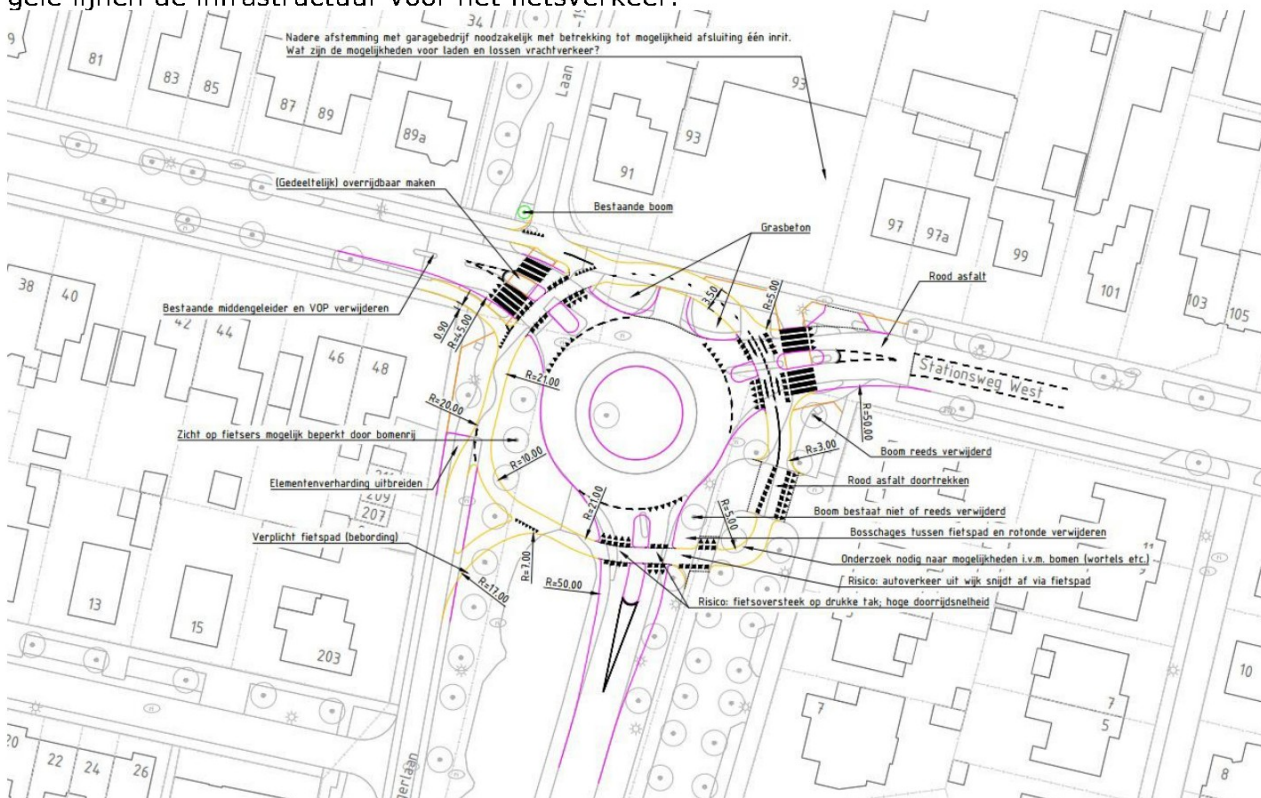 gele lijnen de infrastructuur voor het fietsverkeer.
Nadere afstemming met garagebedrijf noodzakelijk met betrekking tot mogelijkheid afsluiting één inrit.
Wat zijn de mogelijkheden voor laden en lossen vrachtverkeer?
34
81
83
85
87
89
89a
Laan
91
93
93
(Gedeeltelijk) overrijdbaar maken
Bestaande boom
Grasbeton
97
97a
99
Rood asfalt
101
103
105
38
40
42
44
46
48
Bestaande middengeleider en VOP verwijderen
0.90
R=45.00
3.50
R=5.00
Stationsweg West
R=21.00
R=20.00
R=50.00
Zicht op fietsers mogelijk beperkt door bomenrij
R=10.00
R=3.00
Boom reeds verwijderd
Elementenverharding uitbreiden
Rood asfalt doortrekken
209
207
R=21.00
R=5.00
Boom bestaat niet of reeds verwijderd
Verplicht fietspad (bebording)
Bosschages tussen fietspad en rotonde verwijderen
Onderzoek nodig naar mogelijkheden i.v.m. bomen (wortels etc.)
R=7.00
R=17.00
R=50.00
Risico: autoverkeer uit wijk snijdt af via fietspad
Risico: fietsoversteek op drukke tak; hoge doorrijdsnelheid
13
15
203
7
7
5
10
8
20
22
24
26
nerlaan